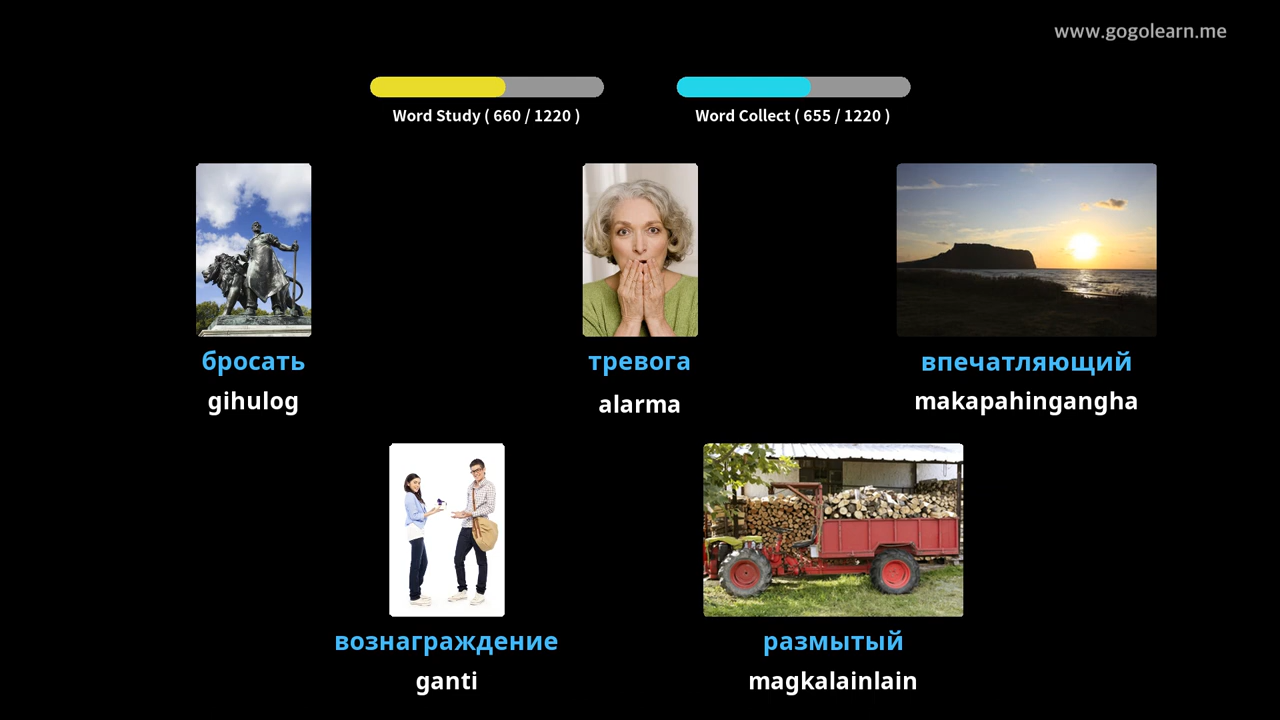 www.gogolearn.me
Word Study ( 660 / 1220 )
Word Collect ( 655 / 1220 )
бросать
gihulog
тревога
alarma
впечатляющий
makapahingangha
вознаграждение
ganti
размытый
magkalainlain